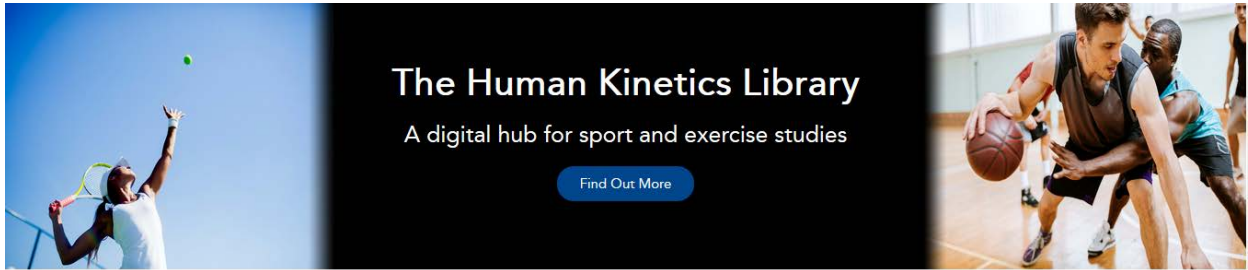 The Human Kinetics Library
A digital hub for sport and exercise studies
Find Out More